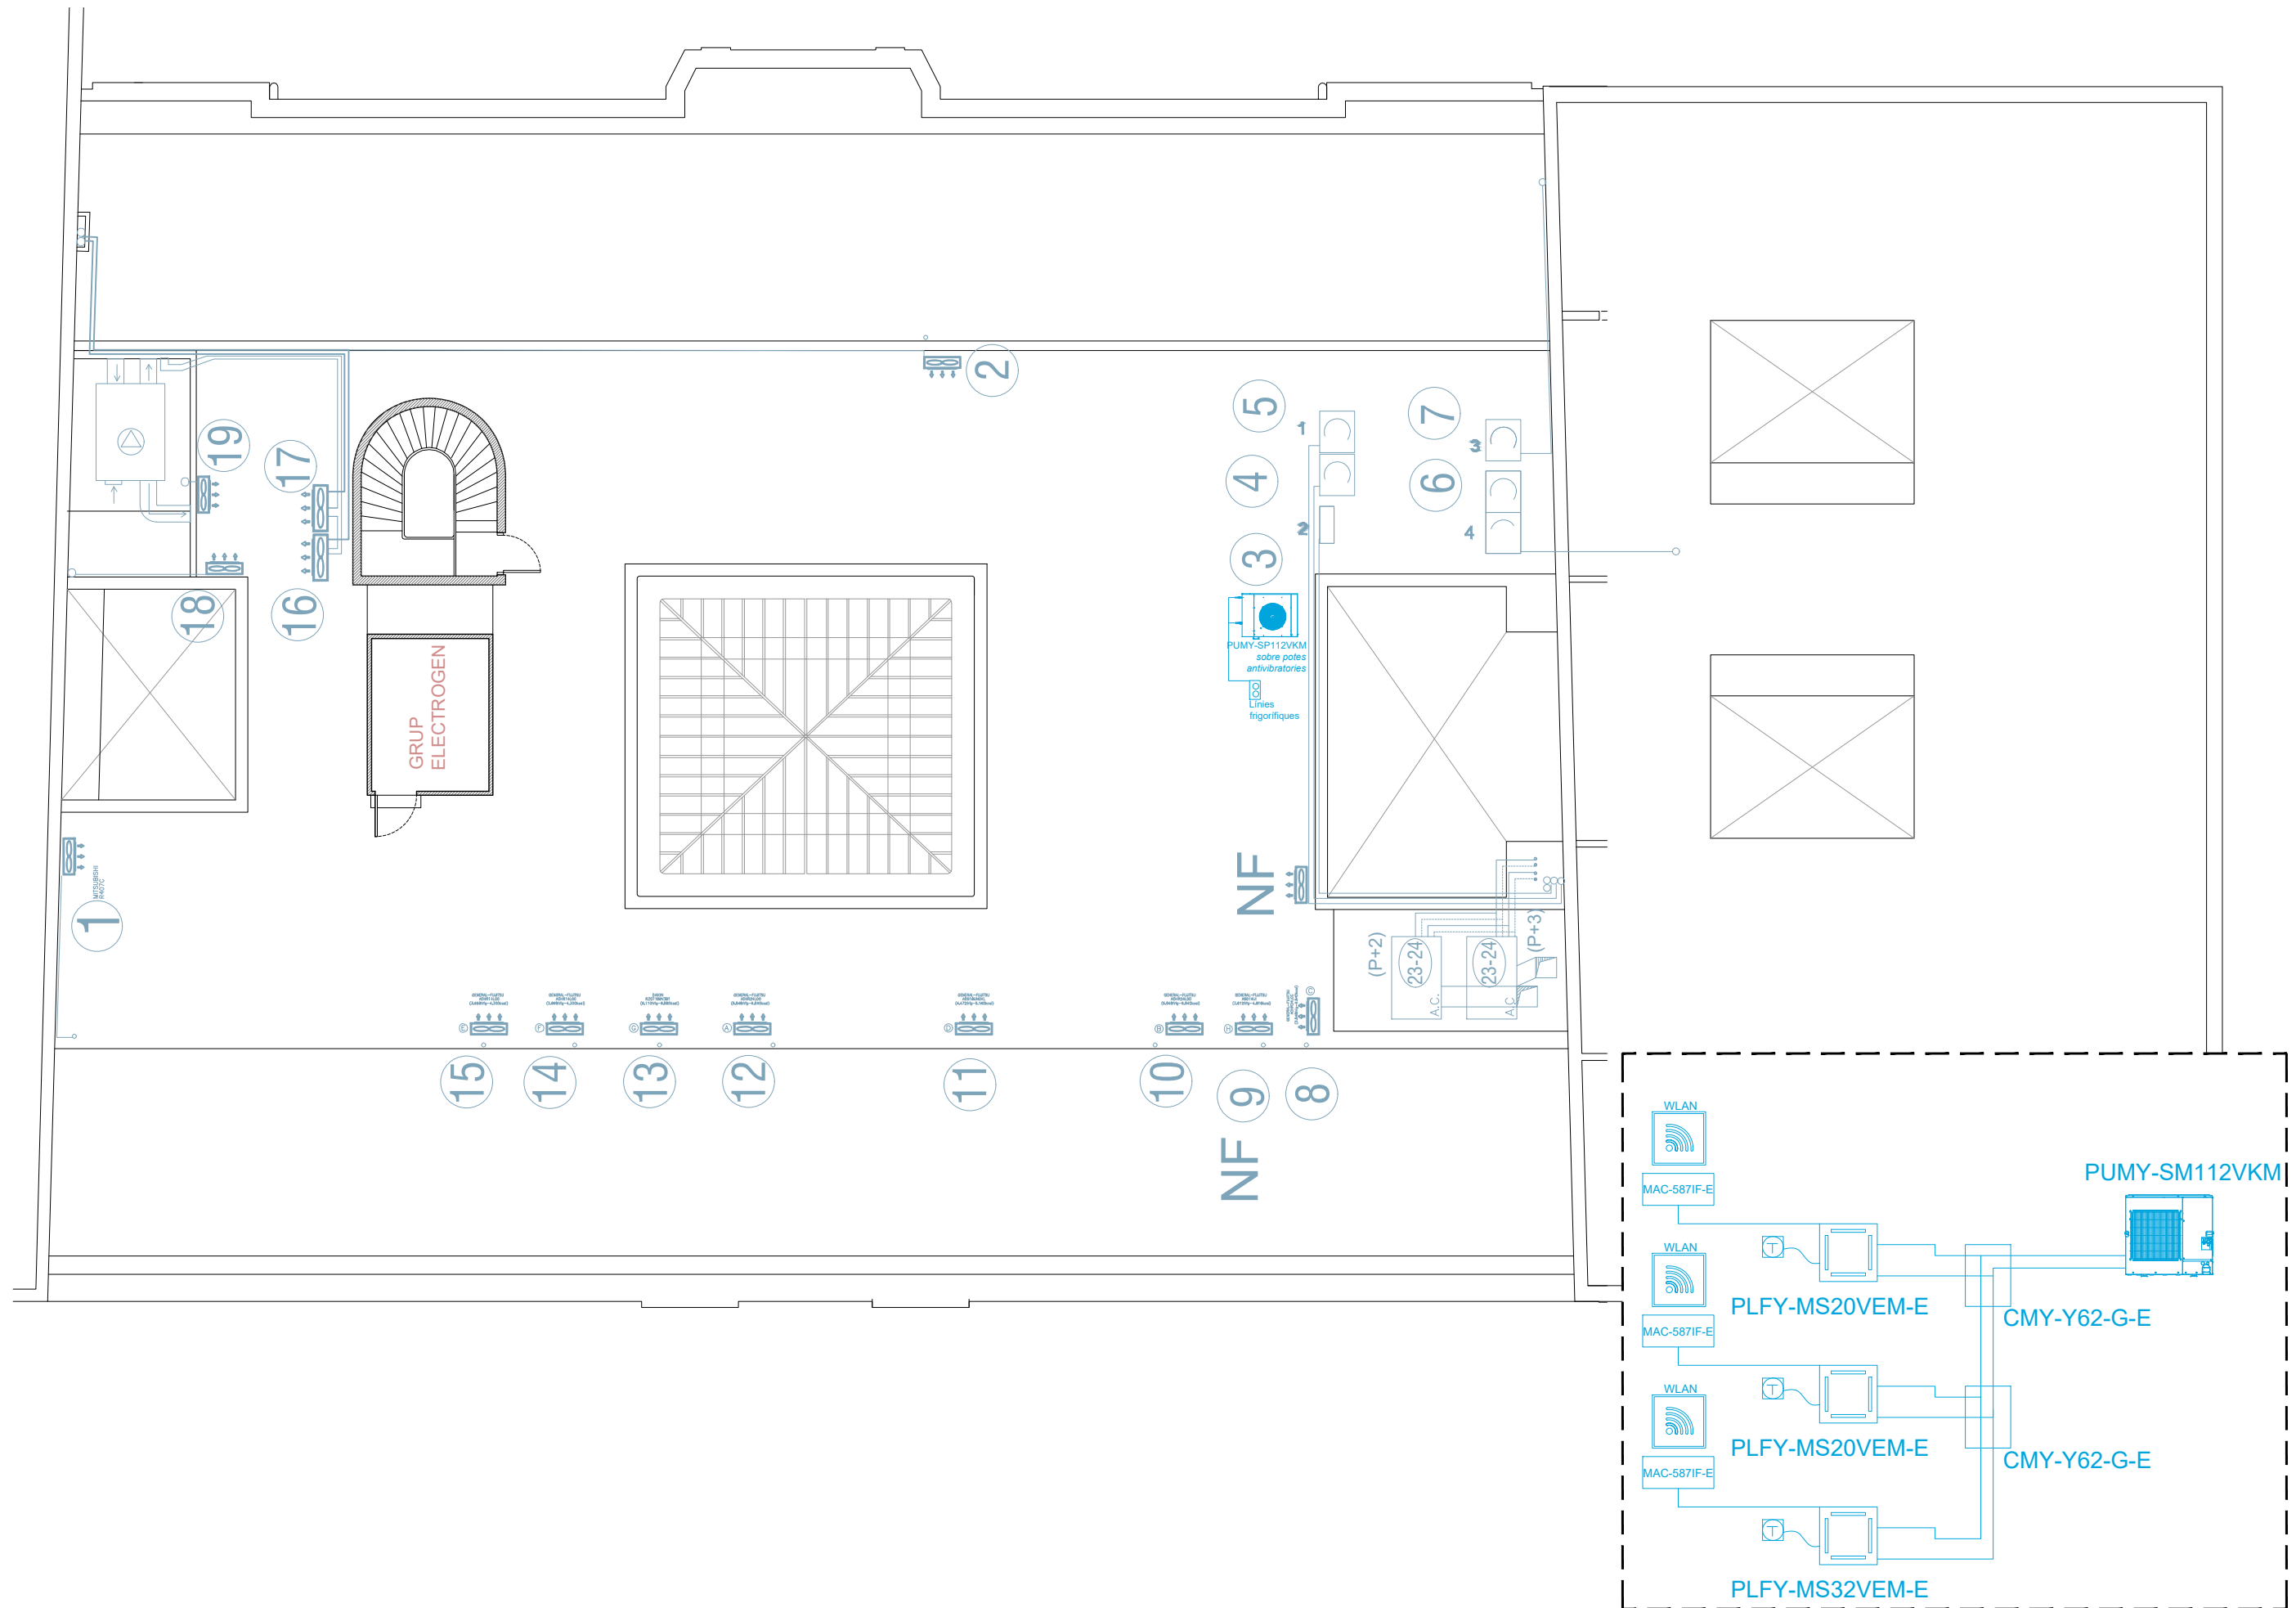 2
5
1
7
3
19
17
4
6
2
4
3
18
16
PUMY-SP112VKM
sobre potes
antivibratories
GRUP
ELECTROGEN
Línies
frigorífiques
MITSUBISHI
R407C
1
NF
(P+2)
23-24
23-24
(P+3)
A.C.
A.C.
E
F
G
A
D
B
H
C
15
14
13
12
11
10
9
8
NF
WLAN
MAC-587IF-E
PUMY-SM112VKM
T
PLFY-MS20VEM-E
CMY-Y62-G-E
WLAN
MAC-587IF-E
T
PLFY-MS20VEM-E
CMY-Y62-G-E
WLAN
MAC-587IF-E
T
PLFY-MS32VEM-E